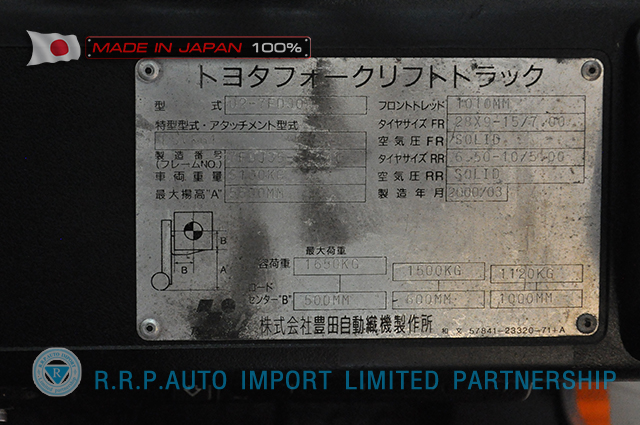 MADE IN JAPAN 100%
トヨタフォークリフトトラック
型 式 フロントトレッド 1010MM
特型型式・アタッチメント型式 タイヤサイズ FR 28X9-15/7.00
空気圧 FR SOLID
製造番号 タイヤサイズ RR 6.50-10/5.00
(フレームNO.)
車両重量 空気圧 RR SOLID
最大揚高"A" 製造年月 2000/03
B
B A
最大荷重
容荷重 1650KG 1500KG 1120KG
ロード
センター"B" 500MM 600MM 1000MM
株式会社豊田自動織機製作所 和文 57841-23320-71+A
R.R.P.AUTO IMPORT LIMITED PARTNERSHIP